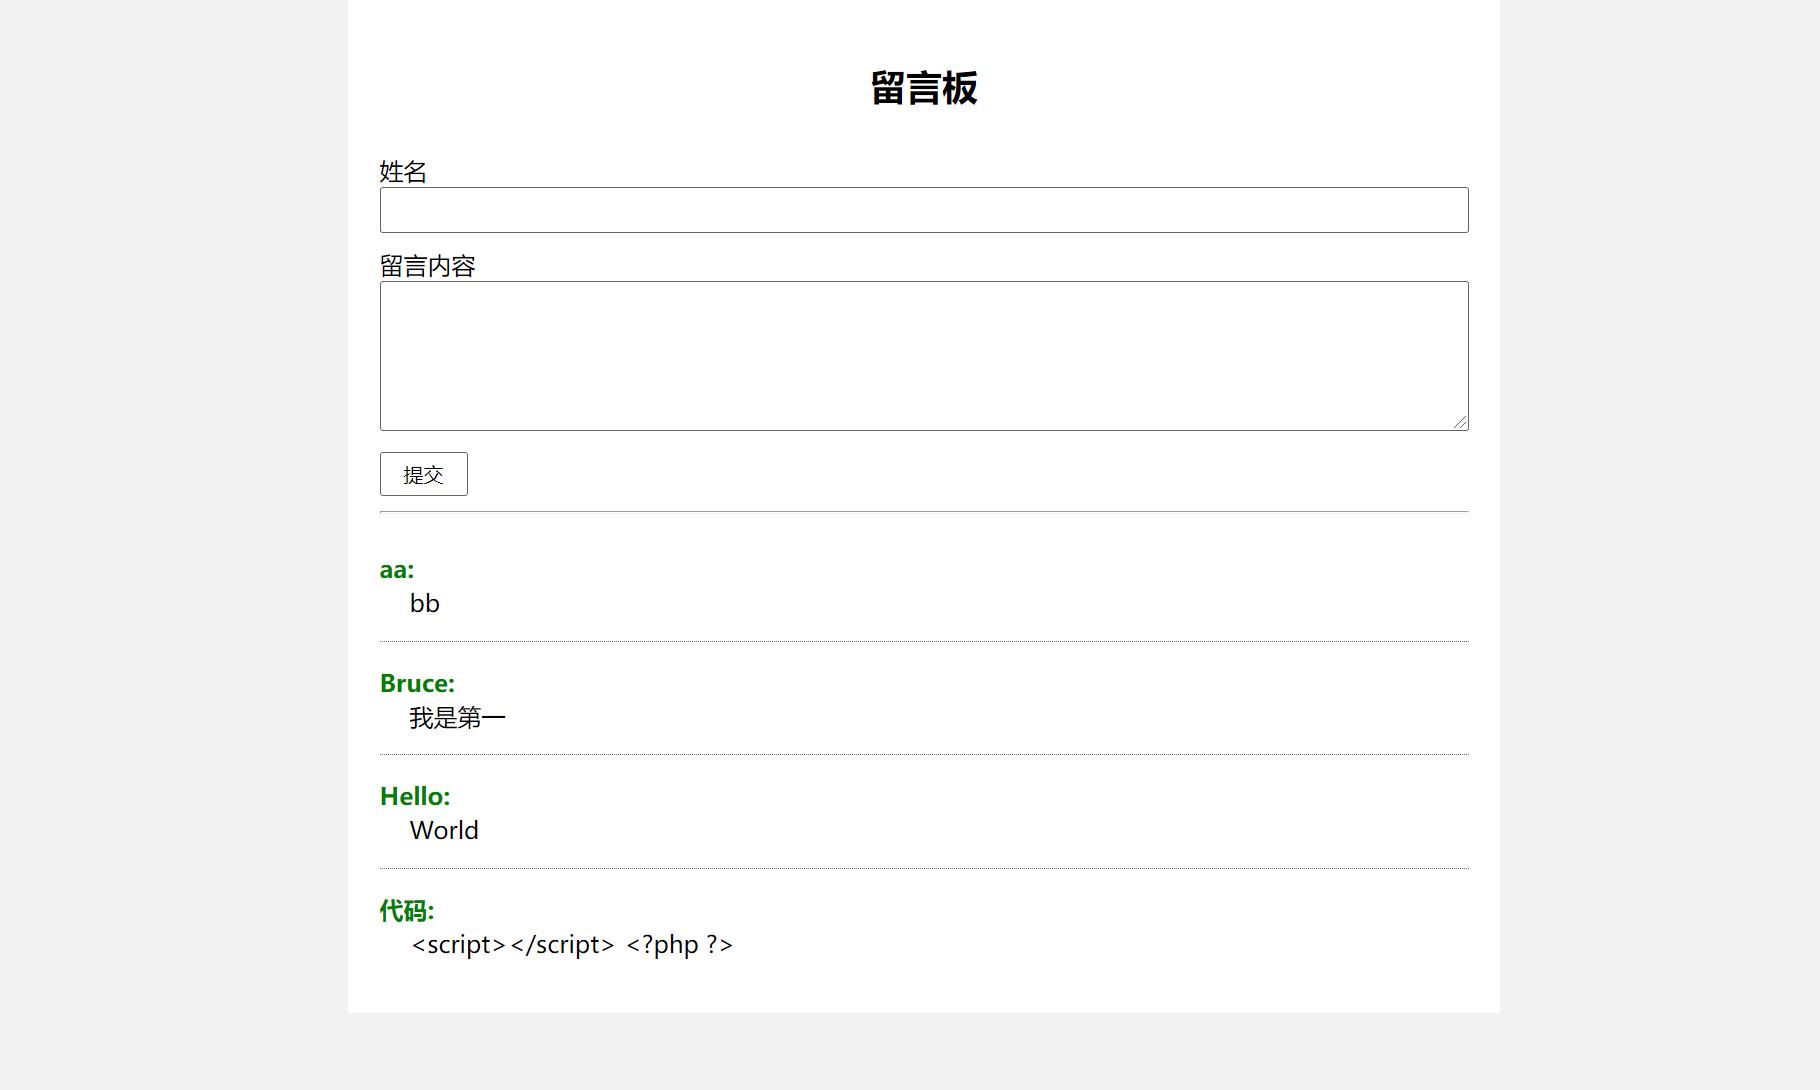 留言板
姓名
留言内容
提交
aa:
bb
Bruce:
我是第一
Hello:
World
代码:
<script></script> <?php ?>